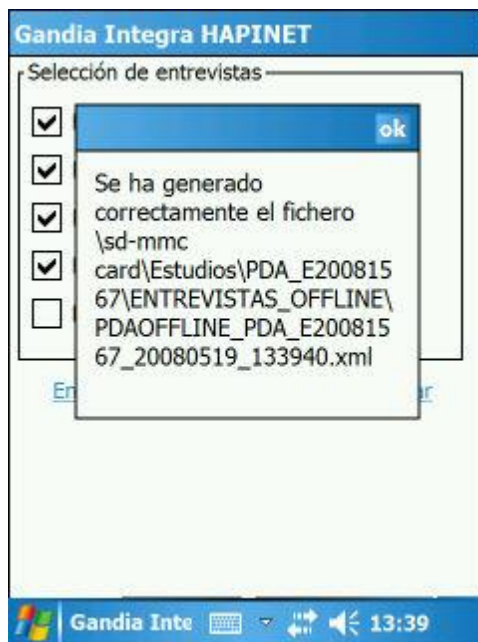 Gandia Integra HAPINET
Selección de entrevistas
ok
Se ha generado
correctamente el fichero
\sd-mmc
card\Estudios\PDA_E200815
67\ENTREVISTAS_OFFLINE\
PDAOFFLINE_PDA_E200815
67_20080519_133940.xml
Gandia Inte
13:39